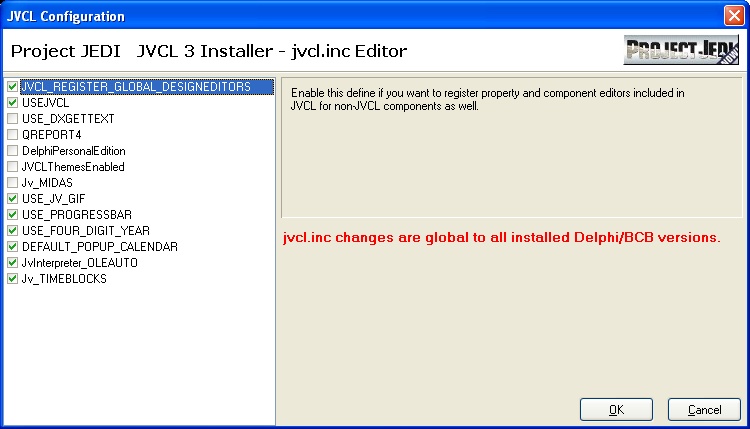 JVCL Configuration
Project JEDI JVCL 3 Installer - jvcl.inc Editor
PROJECT JEDI
JVCL_REGISTER_GLOBAL_DESIGNEDITORS
USEJVCL
USE_DXGETTEXT
QREPORT4
DelphiPersonalEdition
JVCLThemesEnabled
Jv_MIDAS
USE_JV_GIF
USE_PROGRESSBAR
USE_FOUR_DIGIT_YEAR
DEFAULT_POPUP_CALENDAR
JvInterpreter_OLEAUTO
Jv_TIMEBLOCKS
Enable this define if you want to register property and component editors included in
JVCL for non-JVCL components as well.
jvcl.inc changes are global to all installed Delphi/BCB versions.
OK
Cancel